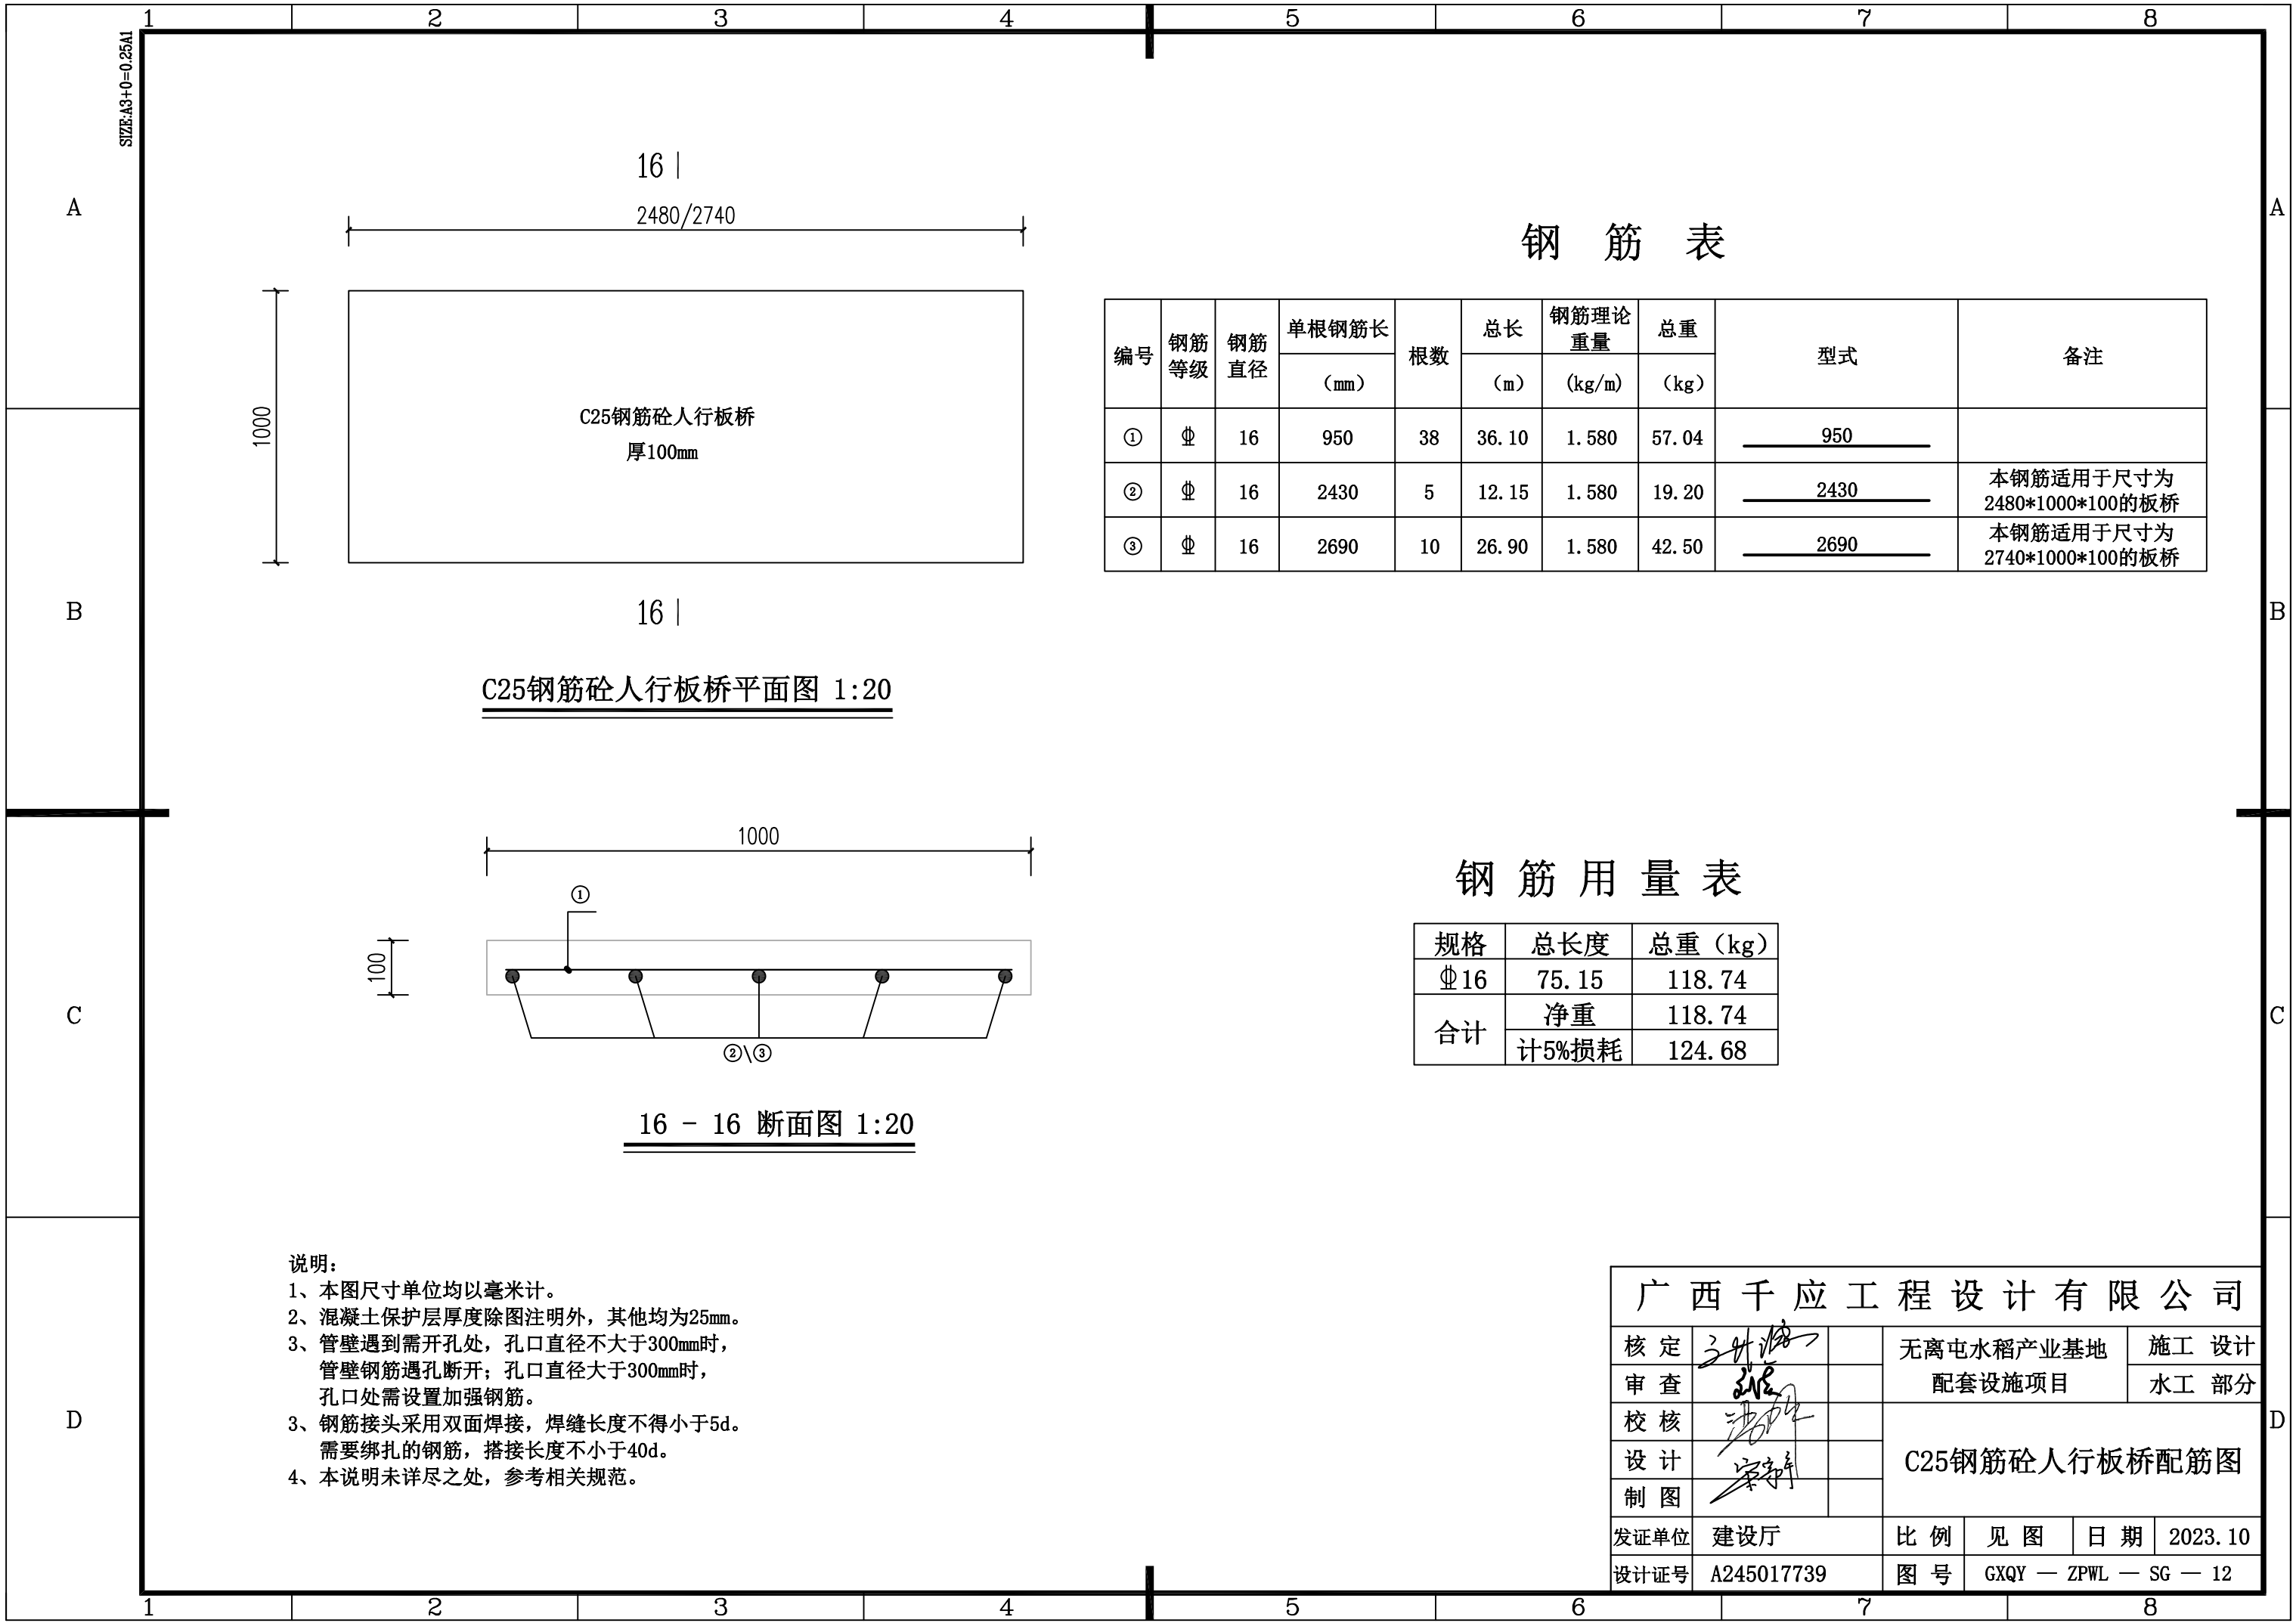 1 2 3 4 5 6 7 8
SIZE:A3+0=0.25A1
A
A
B
B
C
C
D
D
16
2480/2740
1000
C25钢筋砼人行板桥
厚100mm
16
C25钢筋砼人行板桥平面图 1:20
钢 筋 表
编号 钢筋等级 钢筋直径 单根钢筋长（mm） 根数 总长（m） 钢筋理论重量(kg/m) 总重（kg） 型式 备注
① 16 950 38 36.10 1.580 57.04 950
② 16 2430 5 12.15 1.580 19.20 2430 本钢筋适用于尺寸为
2480*1000*100的板桥
③ 16 2690 10 26.90 1.580 42.50 2690 本钢筋适用于尺寸为
2740*1000*100的板桥
1000
①
100
②\③
16 - 16 断面图 1:20
钢 筋 用 量 表
规格 总长度 总重（kg）
16 75.15 118.74
合计 净重 118.74
计5%损耗 124.68
说明:
1、本图尺寸单位均以毫米计。
2、混凝土保护层厚度除图注明外，其他均为25mm。
3、管壁遇到需开孔处，孔口直径不大于300mm时，
管壁钢筋遇孔断开；孔口直径大于300mm时，
孔口处需设置加强钢筋。
3、钢筋接头采用双面焊接，焊缝长度不得小于5d。
需要绑扎的钢筋，搭接长度不小于40d。
4、本说明未详尽之处，参考相关规范。
广西千应工程设计有限公司
核 定
审 查
校 核
设 计
制 图
无离屯水稻产业基地
配套设施项目
施工 设计
水工 部分
C25钢筋砼人行板桥配筋图
发证单位 建设厅 比 例 见 图 日 期 2023.10
设计证号 A245017739 图 号 GXQY — ZPWL — SG — 12
1 2 3 4 5 6 7 8